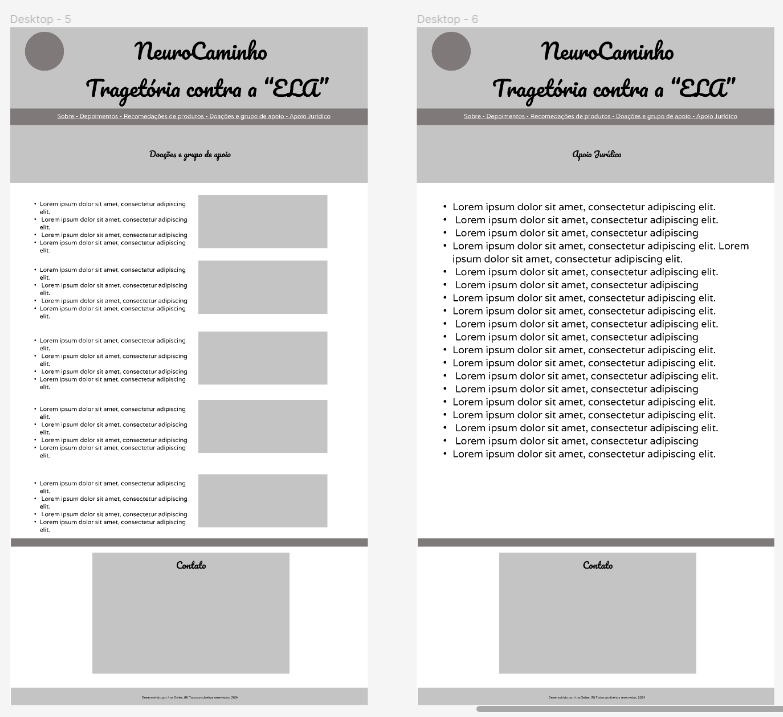 Desktop - 5
NeuroCaminho
Tragetória contra a “ELA”
Sobre - Depoimentos - Recomedações de produtos - Doações e grupo de apoio - Apoio Jurídico
Doações e grupo de apoio
• Lorem ipsum dolor sit amet, consectetur adipiscing
elit.
• Lorem ipsum dolor sit amet, consectetur adipiscing
elit.
• Lorem ipsum dolor sit amet, consectetur adipiscing
• Lorem ipsum dolor sit amet, consectetur adipiscing
elit.
• Lorem ipsum dolor sit amet, consectetur adipiscing
elit.
• Lorem ipsum dolor sit amet, consectetur adipiscing
elit.
• Lorem ipsum dolor sit amet, consectetur adipiscing
• Lorem ipsum dolor sit amet, consectetur adipiscing
elit.
• Lorem ipsum dolor sit amet, consectetur adipiscing
elit.
• Lorem ipsum dolor sit amet, consectetur adipiscing
elit.
• Lorem ipsum dolor sit amet, consectetur adipiscing
• Lorem ipsum dolor sit amet, consectetur adipiscing
elit.
• Lorem ipsum dolor sit amet, consectetur adipiscing
elit.
• Lorem ipsum dolor sit amet, consectetur adipiscing
elit.
• Lorem ipsum dolor sit amet, consectetur adipiscing
• Lorem ipsum dolor sit amet, consectetur adipiscing
elit.
• Lorem ipsum dolor sit amet, consectetur adipiscing
elit.
• Lorem ipsum dolor sit amet, consectetur adipiscing
elit.
• Lorem ipsum dolor sit amet, consectetur adipiscing
• Lorem ipsum dolor sit amet, consectetur adipiscing
elit.
Contato
Desktop - 6
NeuroCaminho
Tragetória contra a “ELA”
Sobre - Depoimentos - Recomedações de produtos - Doações e grupo de apoio - Apoio Jurídico
Apoio Jurídico
• Lorem ipsum dolor sit amet, consectetur adipiscing elit.
• Lorem ipsum dolor sit amet, consectetur adipiscing elit.
• Lorem ipsum dolor sit amet, consectetur adipiscing
• Lorem ipsum dolor sit amet, consectetur adipiscing elit. Lorem
ipsum dolor sit amet, consectetur adipiscing elit.
• Lorem ipsum dolor sit amet, consectetur adipiscing elit.
• Lorem ipsum dolor sit amet, consectetur adipiscing
• Lorem ipsum dolor sit amet, consectetur adipiscing elit.
• Lorem ipsum dolor sit amet, consectetur adipiscing elit.
• Lorem ipsum dolor sit amet, consectetur adipiscing elit.
• Lorem ipsum dolor sit amet, consectetur adipiscing
• Lorem ipsum dolor sit amet, consectetur adipiscing elit.
• Lorem ipsum dolor sit amet, consectetur adipiscing elit.
• Lorem ipsum dolor sit amet, consectetur adipiscing elit.
• Lorem ipsum dolor sit amet, consectetur adipiscing
• Lorem ipsum dolor sit amet, consectetur adipiscing elit.
• Lorem ipsum dolor sit amet, consectetur adipiscing elit.
• Lorem ipsum dolor sit amet, consectetur adipiscing elit.
• Lorem ipsum dolor sit amet, consectetur adipiscing
• Lorem ipsum dolor sit amet, consectetur adipiscing elit.
Contato